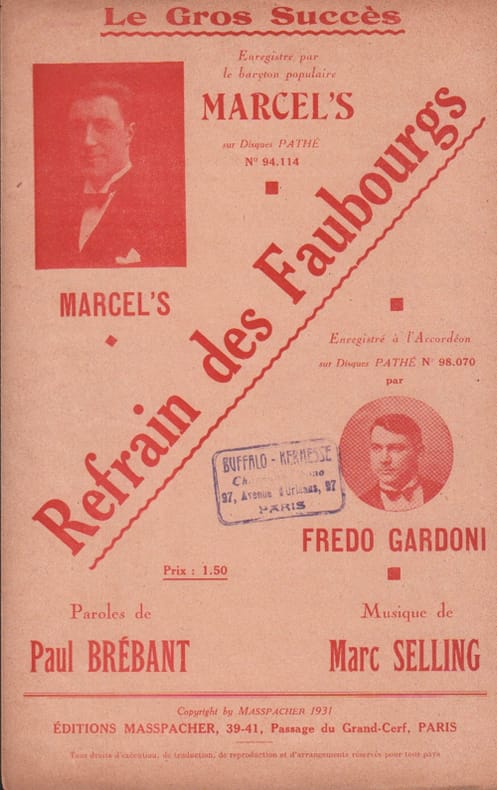 Le Gros Succès
Enregistre par
le baryton populaire
MARCEL'S
sur Disques PATHÉ
Nº 94.114
MARCEL'S
Refrain des Faubourgs
Enregistré à l'Accordéon
sur Disques PATHÉ Nº 98.070
par
BUFFALO - KERMESSE
97, Avenue d'Orléans, 97
PARIS
FREDO GARDONI
Prix : 1.50
Paroles de
Paul BRÉBANT
Musique de
Marc SELLING
Copyright by MASSPACHER 1931
ÉDITIONS MASSPACHER, 39-41, Passage du Grand-Cerf, PARIS
Tous droits d'exécution, de traduction, de reproduction et d'arrangements réservés pour tous pays